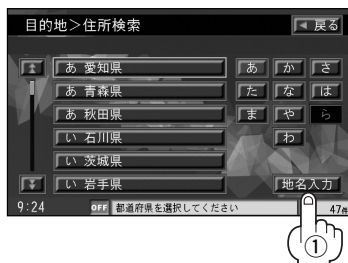 目的地＞住所検索 ◀ 戻る
あ 愛知県 あ か さ
あ 青森県 た な は
あ 秋田県 ま や ら
い 石川県 わ
い 茨城県
い 岩手県 地名入力
9:24 OFF 都道府県を選択してください 47件
①